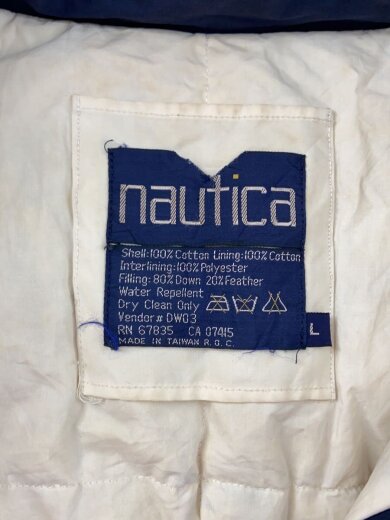 nautica
Shell:100% Cotton Lining:100% Cotton
Interlining:100% Polyester
Filling:80% Down 20% Feather
Water Repellent
Dry Clean Only
Vendor# DW03
RN 67835 CA 07415
MADE IN TAIWAN R.O.C.
L